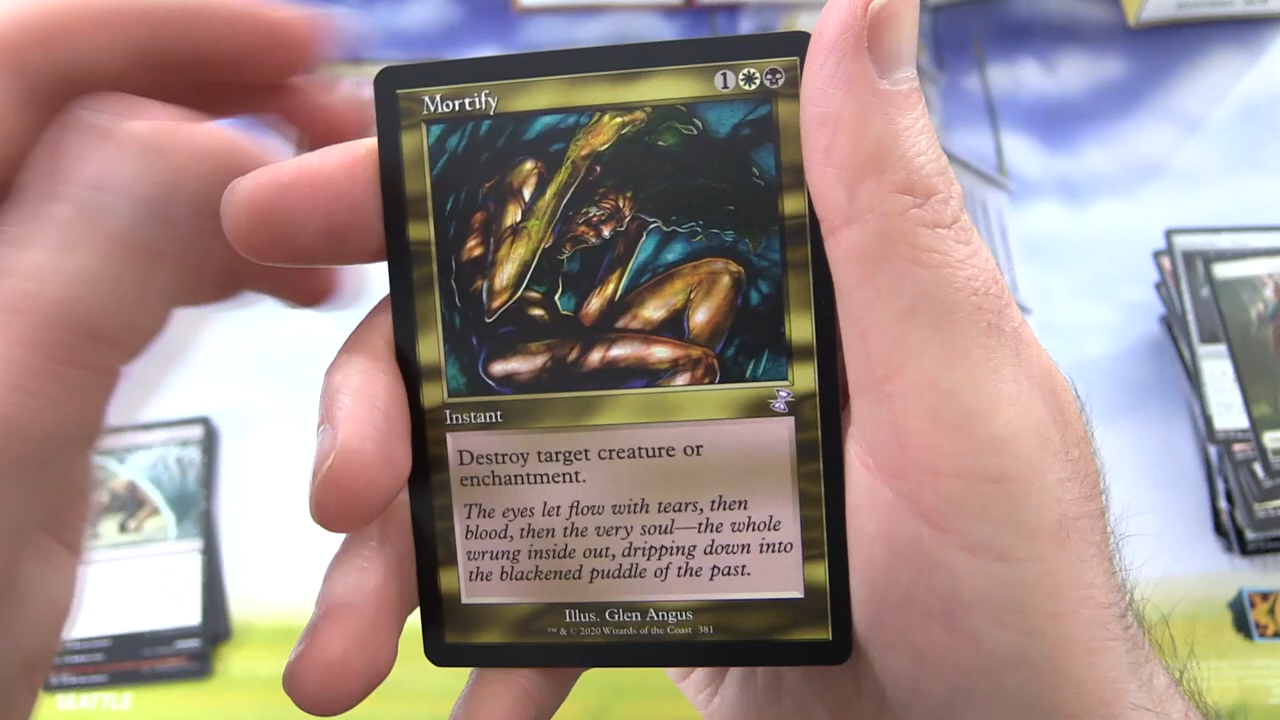 Mortify
1
Instant
Destroy target creature or
enchantment.
The eyes let flow with tears, then
blood, then the very soul—the whole
wrung inside out, dripping down into
the blackened puddle of the past.
Illus. Glen Angus
™ & © 2020 Wizards of the Coast 381
SEATTLE